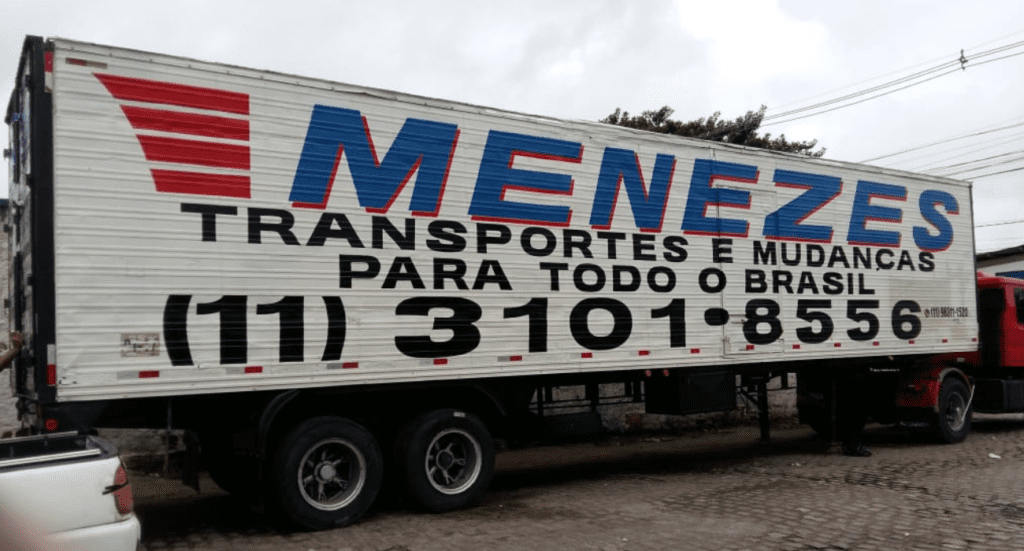 MENEZES
TRANSPORTES E MUDANÇAS
PARA TODO O BRASIL
(11) 3101•8556